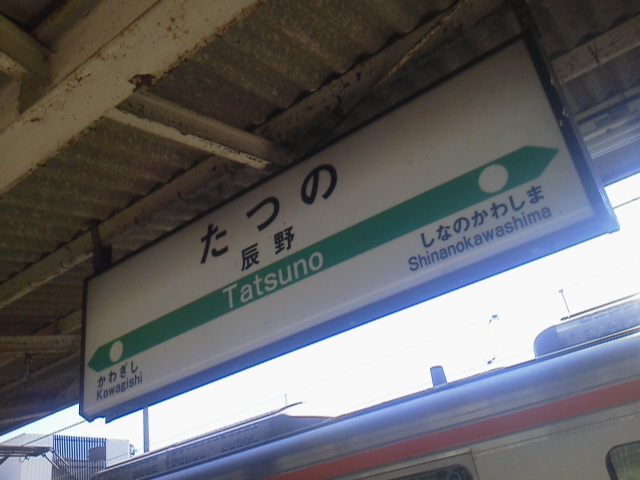 たつの
辰野
Tatsuno
かわぎし
Kawagishi
しなのかわしま
Shinanokawashima